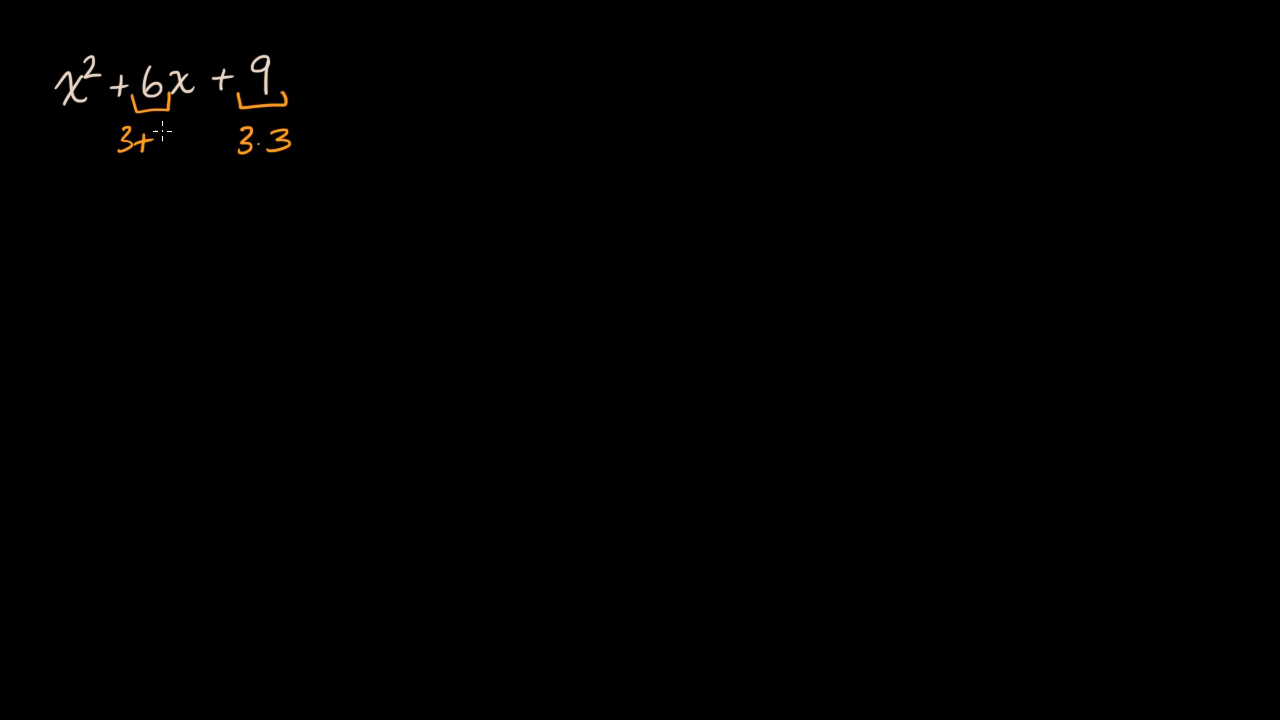 x² + 6x + 9
3+ 3·3